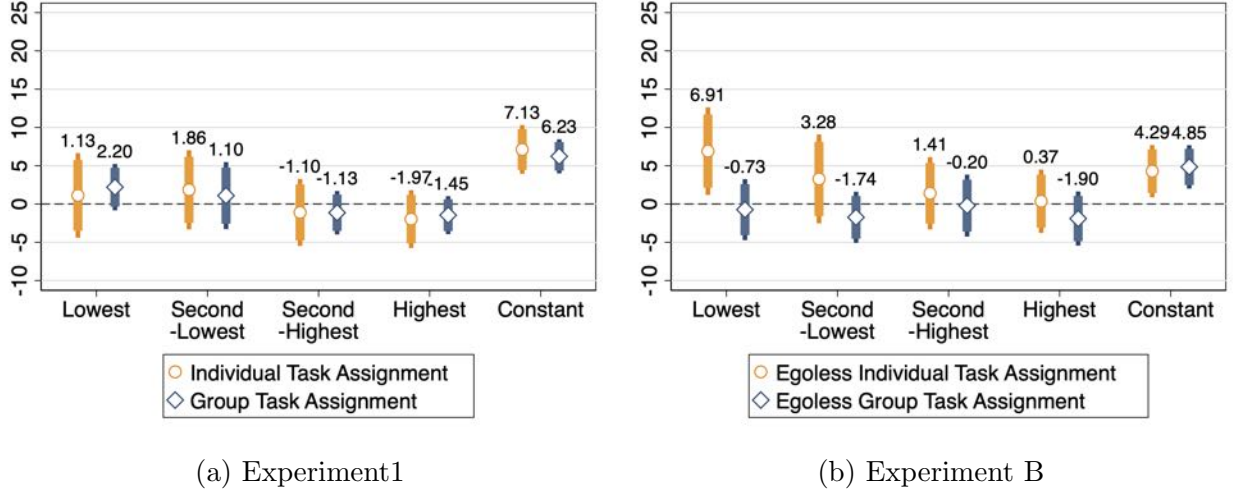 25
20
15
10
5
0
-5
-10
1.13
2.20
1.86
1.10
-1.10
-1.13
-1.97
-1.45
7.13
6.23
Lowest
Second
-Lowest
Second
-Highest
Highest
Constant
Individual Task Assignment
Group Task Assignment
(a) Experiment1
25
20
15
10
5
0
-5
-10
6.91
-0.73
3.28
-1.74
1.41
-0.20
0.37
-1.90
4.29
4.85
Lowest
Second
-Lowest
Second
-Highest
Highest
Constant
Egoless Individual Task Assignment
Egoless Group Task Assignment
(b) Experiment B